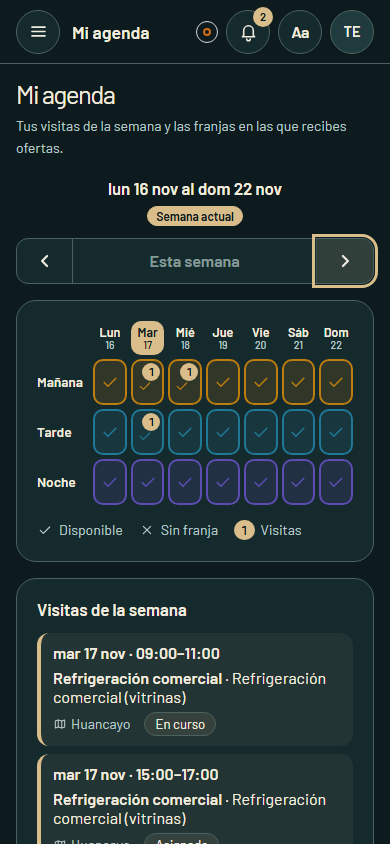 Mi agenda
2
Aa
TE
Mi agenda
Tus visitas de la semana y las franjas en las que recibes
ofertas.
lun 16 nov al dom 22 nov
Semana actual
Esta semana
Lun Mar Mié Jue Vie Sáb Dom
16 17 18 19 20 21 22
Mañana 1 1
Tarde 1
Noche
Disponible Sin franja 1 Visitas
Visitas de la semana
mar 17 nov · 09:00–11:00
Refrigeración comercial · Refrigeración
comercial (vitrinas)
Huancayo En curso
mar 17 nov · 15:00–17:00
Refrigeración comercial · Refrigeración
comercial (vitrinas)
Huancayo Asignada